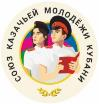 СОЮЗ КАЗАЧЬЕЙ МОЛОДЁЖИ КУБАНИ